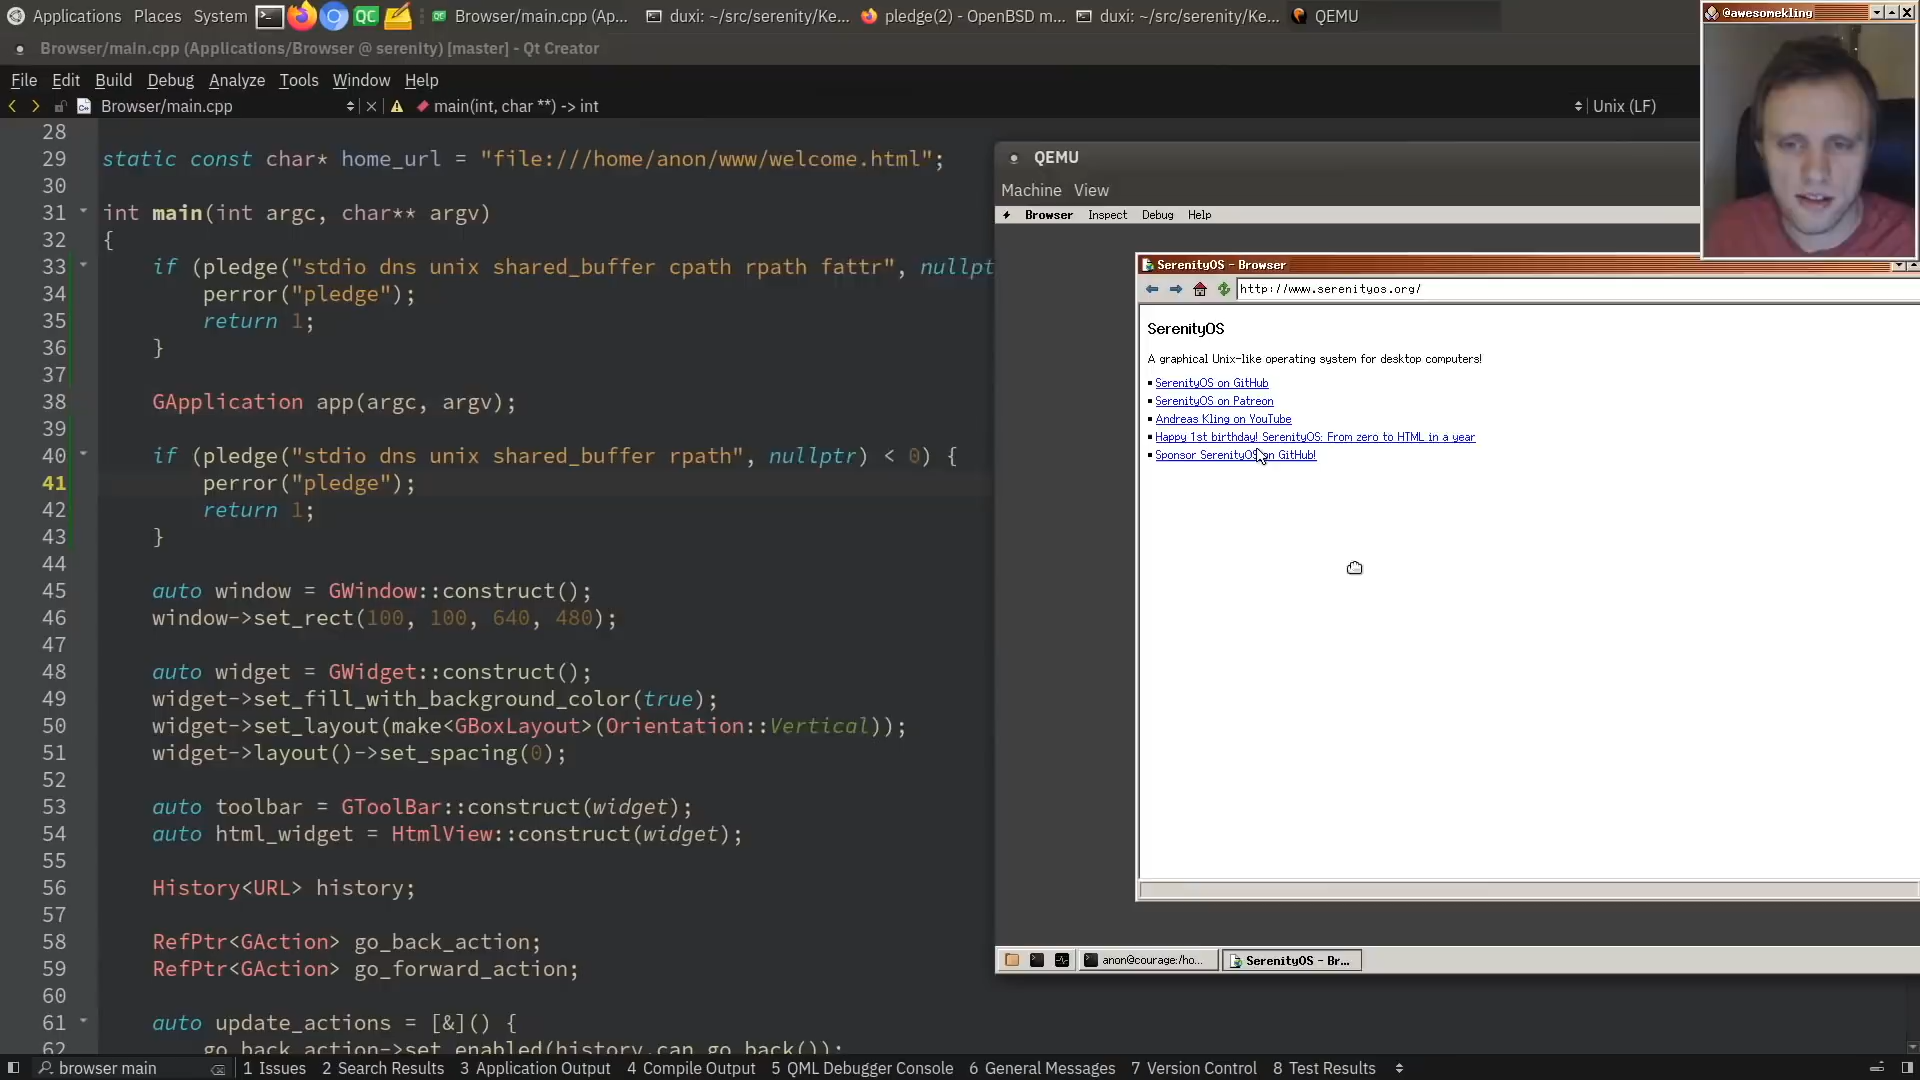 Applications Places System
Browser/main.cpp (Ap...
duxi: ~/src/serenity/Ke...
pledge(2) - OpenBSD m...
duxi: ~/src/serenity/Ke...
QEMU
@awesomekling
Browser/main.cpp (Applications/Browser @ serenity) [master] - Qt Creator
File Edit Build Debug Analyze Tools Window Help
Browser/main.cpp
main(int, char **) -> int
Unix (LF)
28
29 static const char* home_url = "file:///home/anon/www/welcome.html";
30
31 int main(int argc, char** argv)
32 {
33 if (pledge("stdio dns unix shared_buffer cpath rpath fattr", nullpt
34 perror("pledge");
35 return 1;
36 }
37
38 GApplication app(argc, argv);
39
40 if (pledge("stdio dns unix shared_buffer rpath", nullptr) < 0) {
41 perror("pledge");
42 return 1;
43 }
44
45 auto window = GWindow::construct();
46 window->set_rect(100, 100, 640, 480);
47
48 auto widget = GWidget::construct();
49 widget->set_fill_with_background_color(true);
50 widget->set_layout(make<GBoxLayout>(Orientation::Vertical));
51 widget->layout()->set_spacing(0);
52
53 auto toolbar = GToolBar::construct(widget);
54 auto html_widget = HtmlView::construct(widget);
55
56 History<URL> history;
57
58 RefPtr<GAction> go_back_action;
59 RefPtr<GAction> go_forward_action;
60
61 auto update_actions = [&]() {
62 go_back_action->set_enabled(history.can_go_back());
QEMU
Machine View
Browser Inspect Debug Help
SerenityOS - Browser
http://www.serenityos.org/
SerenityOS
A graphical Unix-like operating system for desktop computers!
SerenityOS on GitHub
SerenityOS on Patreon
Andreas Kling on YouTube
Happy 1st birthday! SerenityOS: From zero to HTML in a year
Sponsor SerenityOS on GitHub!
anon@courage:/ho...
SerenityOS - Br...
browser main
1 Issues 2 Search Results 3 Application Output 4 Compile Output 5 QML Debugger Console 6 General Messages 7 Version Control 8 Test Results